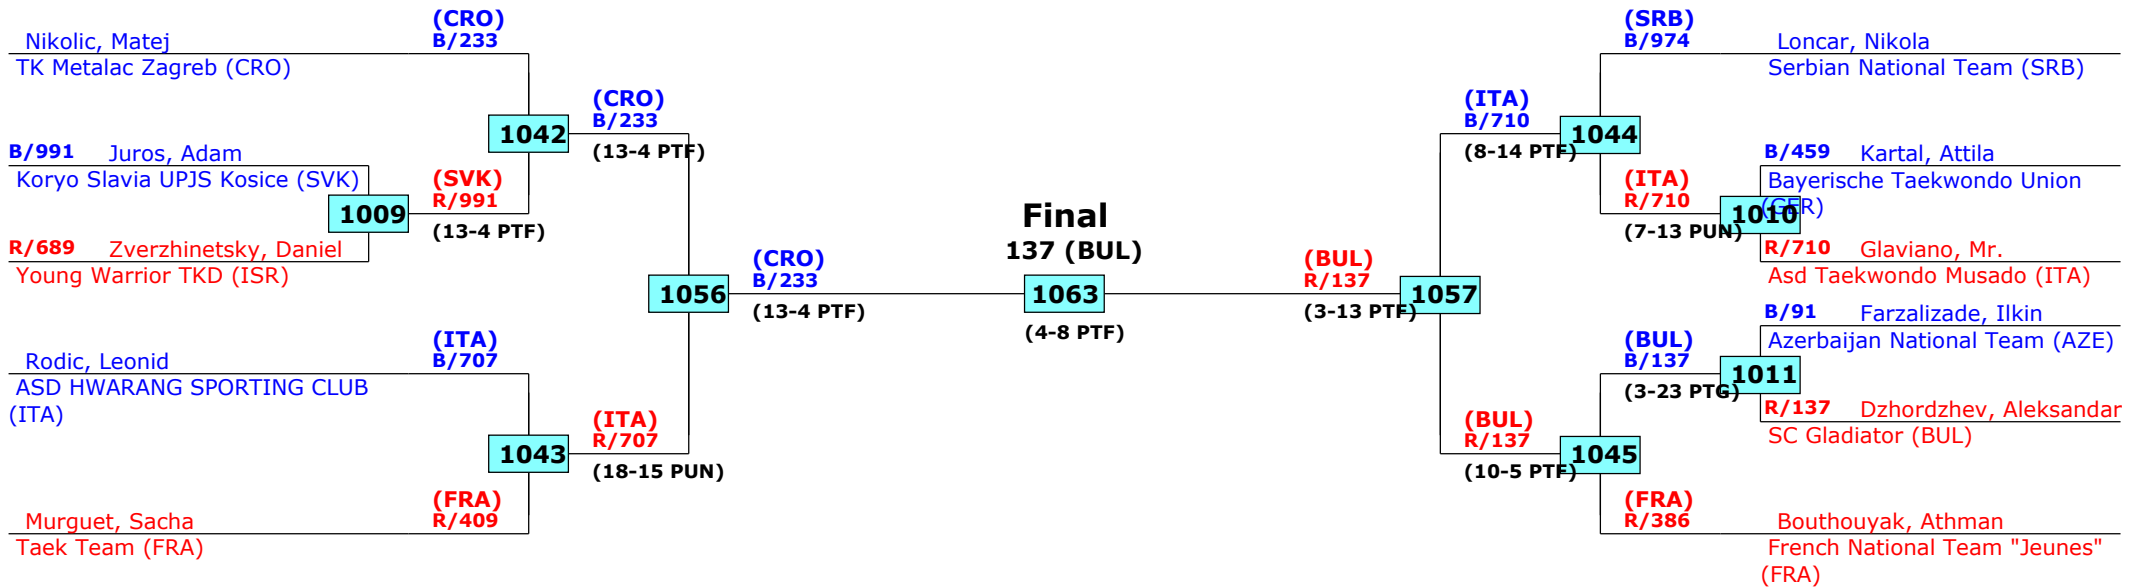 (CRO)
B/233
Nikolic, Matej
TK Metalac Zagreb (CRO)
B/991 Juros, Adam
Koryo Slavia UPJS Kosice (SVK)
1009
R/689 Zverzhinetsky, Daniel
Young Warrior TKD (ISR)
(SVK)
R/991
(13-4 PTF)
1042
(CRO)
B/233
(13-4 PTF)
(ITA)
B/707
Rodic, Leonid
ASD HWARANG SPORTING CLUB
(ITA)
1043
(FRA)
R/409
Murguet, Sacha
Taek Team (FRA)
(ITA)
R/707
(18-15 PUN)
1056
(CRO)
B/233
(13-4 PTF)
Final
137 (BUL)
1063
(4-8 PTF)
(BUL)
R/137
(3-13 PTF)
1057
(ITA)
B/710
(8-14 PTF)
1044
(SRB)
B/974
Loncar, Nikola
Serbian National Team (SRB)
(ITA)
R/710
(7-13 PUN)
1010
B/459 Kartal, Attila
Bayerische Taekwondo Union
(GER)
R/710 Glaviano, Mr.
Asd Taekwondo Musado (ITA)
(BUL)
R/137
(10-5 PTF)
1045
(BUL)
B/137
(3-23 PTG)
1011
B/91 Farzalizade, Ilkin
Azerbaijan National Team (AZE)
R/137 Dzhordzhev, Aleksandar
SC Gladiator (BUL)
(FRA)
R/386
Bouthouyak, Athman
French National Team "Jeunes"
(FRA)